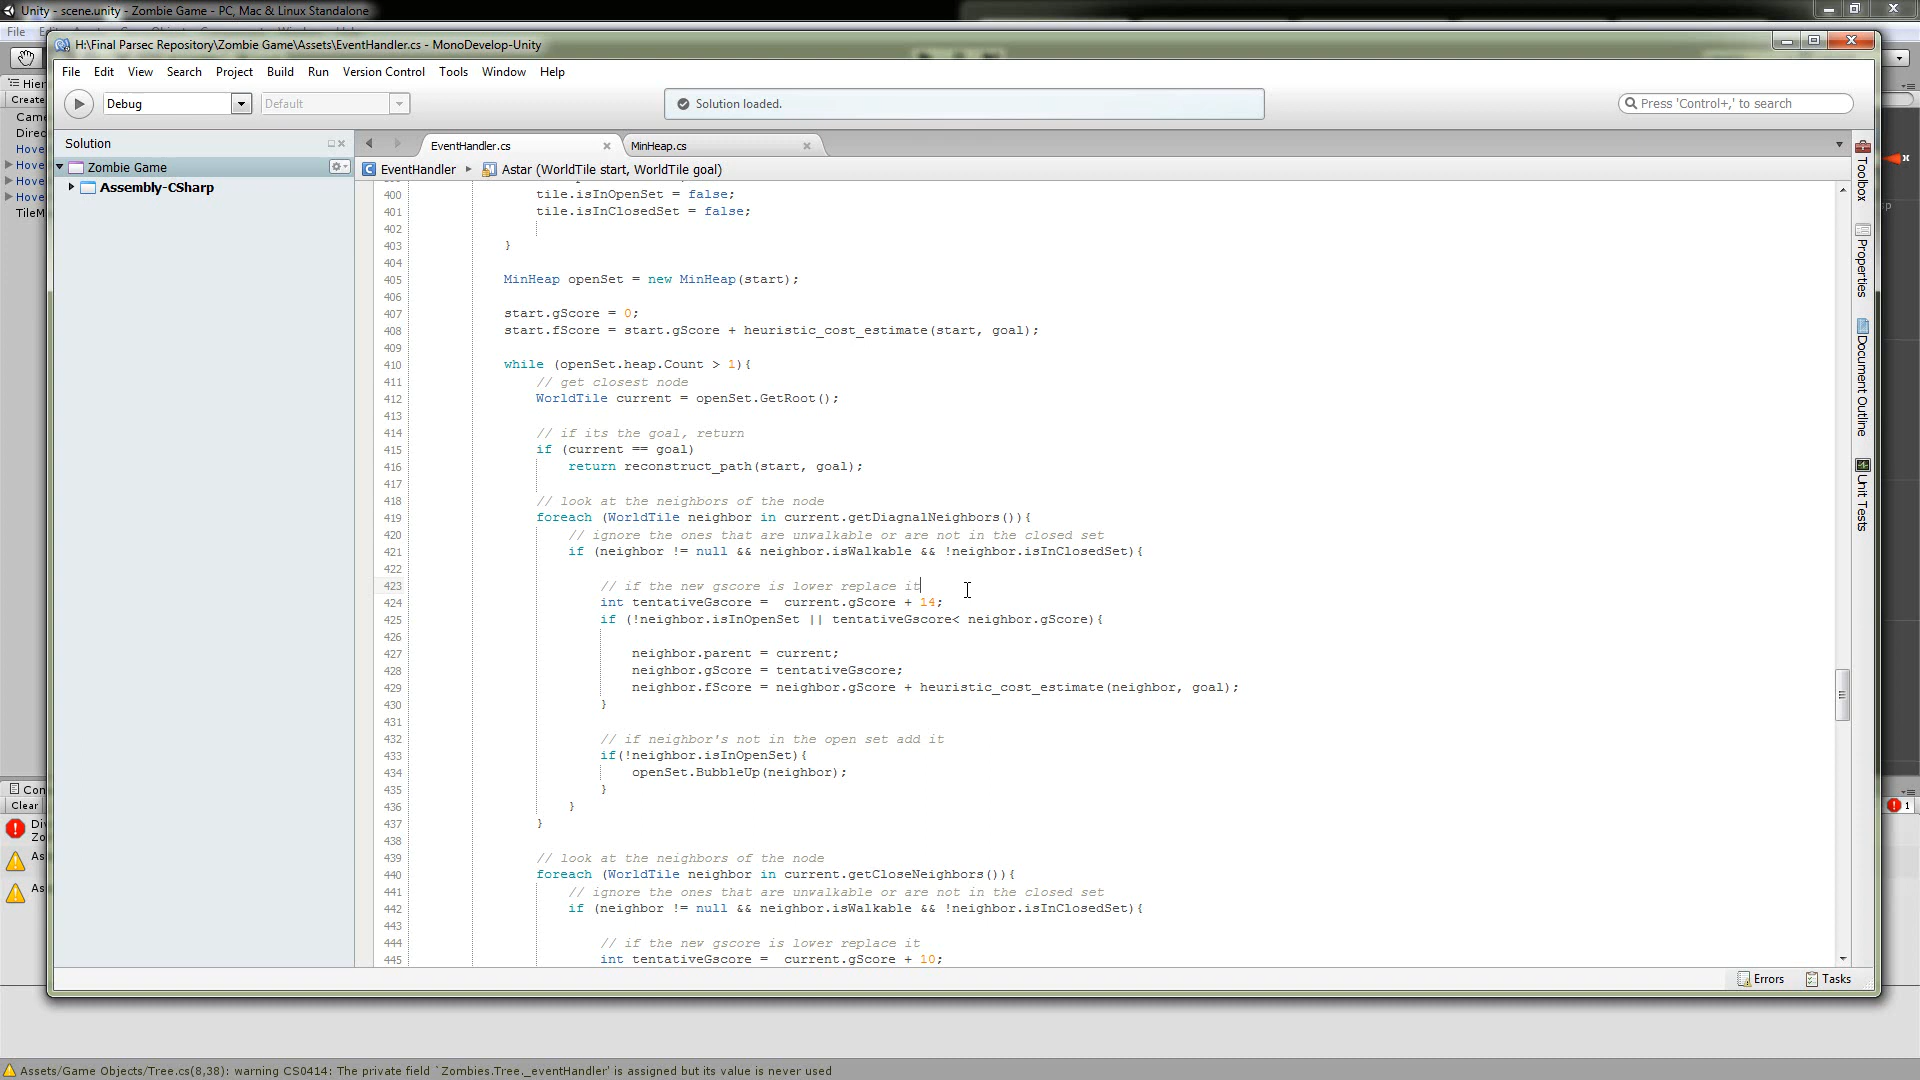 Unity - scene.unity - Zombie Game - PC, Mac & Linux Standalone
File
H:\Final Parsec Repository\Zombie Game\Assets\EventHandler.cs - MonoDevelop-Unity
File Edit View Search Project Build Run Version Control Tools Window Help
Debug
Default
Solution loaded.
Press 'Control+,' to search
Hier
Create
Came
Direc
Hove
Hove
Hove
Hove
TileM
Solution
Zombie Game
Assembly-CSharp
EventHandler.cs
MinHeap.cs
EventHandler
Astar (WorldTile start, WorldTile goal)
400 tile.isInOpenSet = false;
401 tile.isInClosedSet = false;
402
403 }
404
405 MinHeap openSet = new MinHeap(start);
406
407 start.gScore = 0;
408 start.fScore = start.gScore + heuristic_cost_estimate(start, goal);
409
410 while (openSet.heap.Count > 1){
411 // get closest node
412 WorldTile current = openSet.GetRoot();
413
414 // if its the goal, return
415 if (current == goal)
416 return reconstruct_path(start, goal);
417
418 // look at the neighbors of the node
419 foreach (WorldTile neighbor in current.getDiagnalNeighbors()){
420 // ignore the ones that are unwalkable or are not in the closed set
421 if (neighbor != null && neighbor.isWalkable && !neighbor.isInClosedSet){
422
423 // if the new gscore is lower replace it
424 int tentativeGscore =  current.gScore + 14;
425 if (!neighbor.isInOpenSet || tentativeGscore< neighbor.gScore){
426
427 neighbor.parent = current;
428 neighbor.gScore = tentativeGscore;
429 neighbor.fScore = neighbor.gScore + heuristic_cost_estimate(neighbor, goal);
430 }
431
432 // if neighbor's not in the open set add it
433 if(!neighbor.isInOpenSet){
434 openSet.BubbleUp(neighbor);
435 }
436 }
437 }
438
439 // look at the neighbors of the node
440 foreach (WorldTile neighbor in current.getCloseNeighbors()){
441 // ignore the ones that are unwalkable or are not in the closed set
442 if (neighbor != null && neighbor.isWalkable && !neighbor.isInClosedSet){
443
444 // if the new gscore is lower replace it
445 int tentativeGscore =  current.gScore + 10;
Toolbox
Properties
Document Outline
Unit Tests
x
Con
Clear
Div
Zo
Ass
Ass
1
Errors
Tasks
Assets/Game Objects/Tree.cs(8,38): warning CS0414: The private field `Zombies.Tree._eventHandler' is assigned but its value is never used